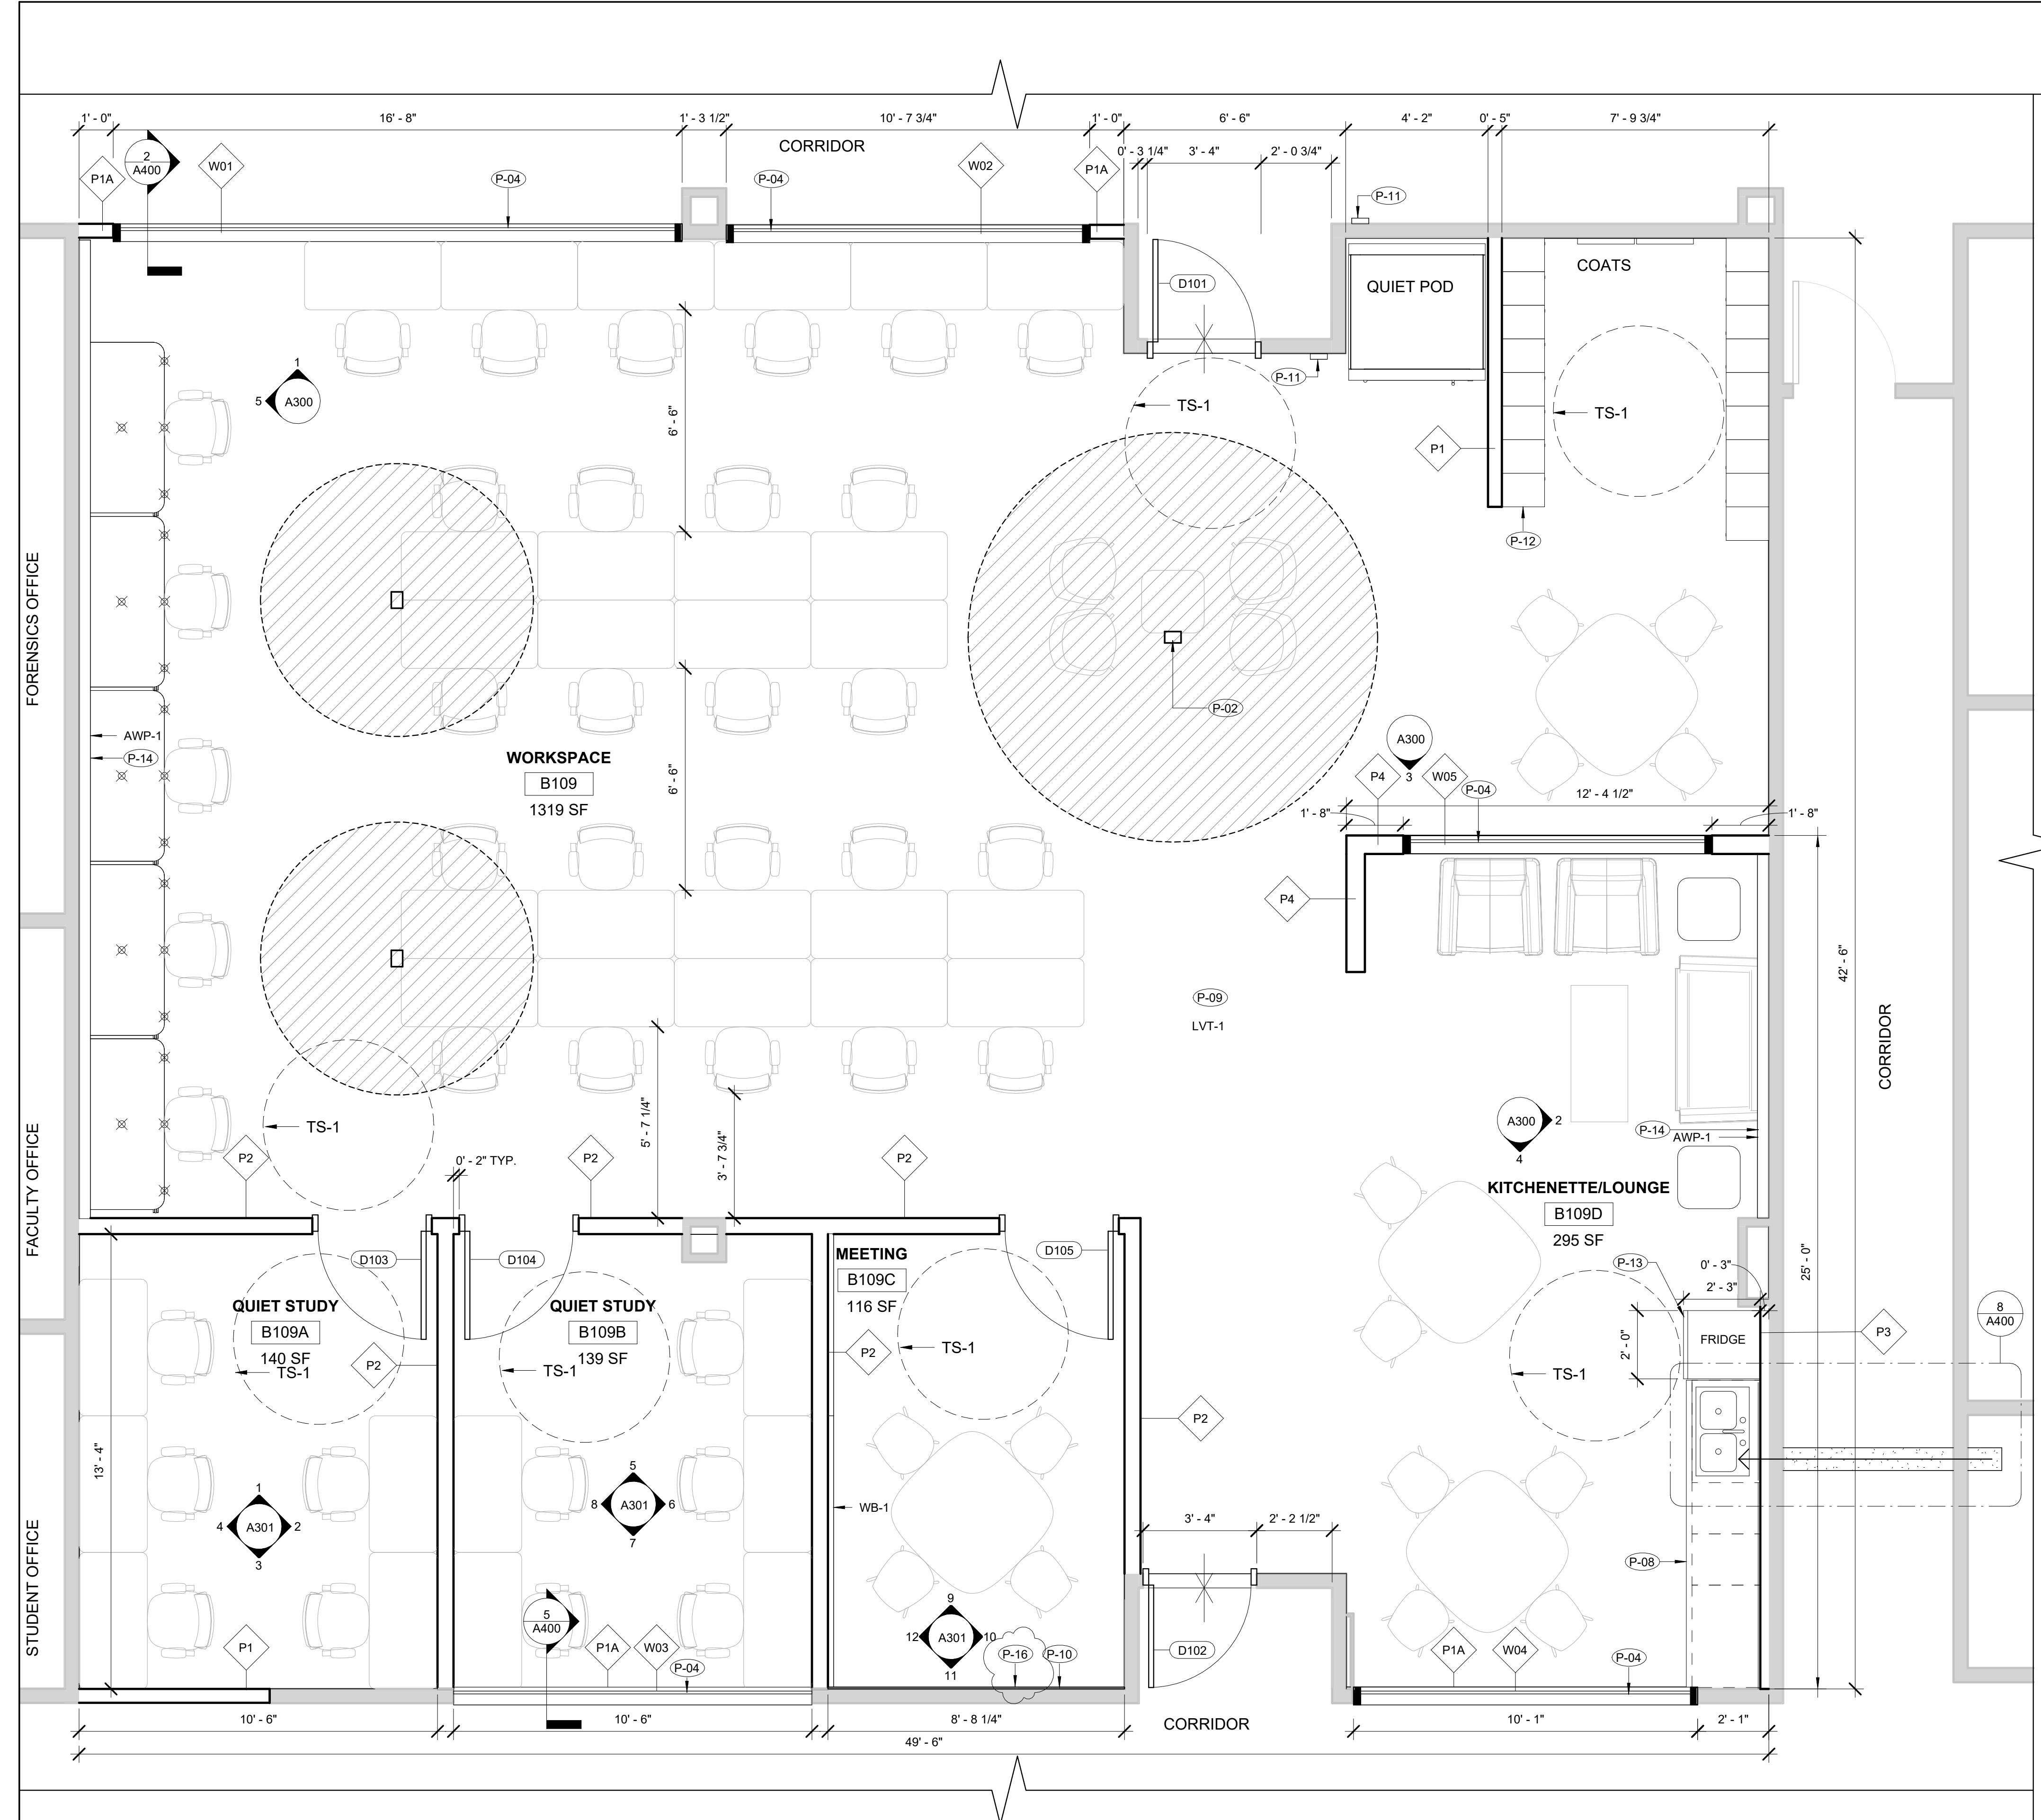 1' - 0"
16' - 8"
1' - 3 1/2"
10' - 7 3/4"
1' - 0"
6' - 6"
4' - 2"
0' - 5"
7' - 9 3/4"
CORRIDOR
0' - 3 1/4"
3' - 4"
2' - 0 3/4"
2
A400
P1A
W01
P-04
P-04
W02
P1A
P-11
D101
QUIET POD
COATS
P-11
1
5
A300
6' - 6"
TS-1
TS-1
P1
P-12
FORENSICS OFFICE
P-02
AWP-1
P-14
WORKSPACE
B109
1319 SF
6' - 6"
A300
3
P4
W05
P-04
12' - 4 1/2"
1' - 8"
1' - 8"
P4
42' - 6"
P-09
LVT-1
CORRIDOR
FACULTY OFFICE
TS-1
5' - 7 1/4"
3' - 7 3/4"
A300
2
4
P-14
AWP-1
P2
0' - 2" TYP.
P2
P2
KITCHENETTE/LOUNGE
B109D
295 SF
D103
D104
MEETING
B109C
116 SF
D105
P-13
0' - 3"
2' - 3"
25' - 0"
QUIET STUDY
B109A
140 SF
TS-1
P2
QUIET STUDY
B109B
139 SF
TS-1
P2
TS-1
TS-1
2' - 0"
FRIDGE
P3
8
A400
P2
13' - 4"
STUDENT OFFICE
1
4
A301
2
3
5
8
A301
6
7
WB-1
3' - 4"
2' - 2 1/2"
P-08
5
A400
P1
P1A
W03
P-04
9
12
A301
10
11
P-16
P-10
D102
P1A
W04
P-04
10' - 6"
10' - 6"
8' - 8 1/4"
CORRIDOR
10' - 1"
2' - 1"
49' - 6"